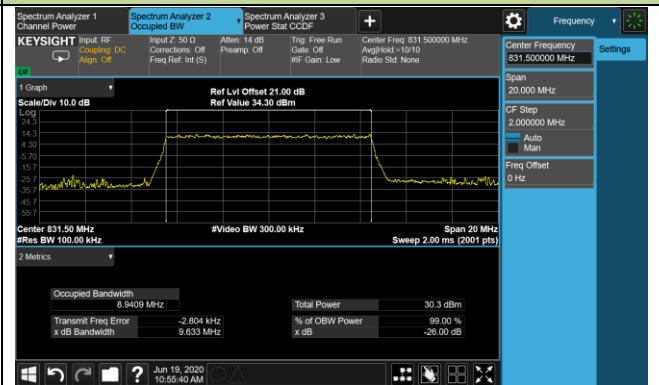 Spectrum Analyzer 1
Channel Power
Spectrum Analyzer 2
Occupied BW
Spectrum Analyzer 3
Power Stat CCDF
Frequency
KEYSIGHT
Input: RF
Coupling: DC
Align: Off
Input Z: 50 Ω
Corrections: Off
Freq Ref: Int (S)
Atten: 14 dB
Preamp: Off
Trig: Free Run
Gate: Off
#IF Gain: Low
Center Freq: 831.500000 MHz
Avg|Hold:>10/10
Radio Std: None
LVI
Center Frequency
831.500000 MHz
Settings
Span
20.000 MHz
CF Step
2.000000 MHz
Auto
Man
Freq Offset
0 Hz
1 Graph
Scale/Div 10.0 dB
Ref Lvl Offset 21.00 dB
Ref Value 34.30 dBm
Log
24.3
14.3
4.30
-5.70
-15.7
-25.7
-35.7
-45.7
-55.7
Center 831.50 MHz
#Res BW 100.00 kHz
#Video BW 300.00 kHz
Span 20 MHz
Sweep 2.00 ms (2001 pts)
2 Metrics
Occupied Bandwidth
8.9409 MHz
Total Power 30.3 dBm
Transmit Freq Error -2.804 kHz
% of OBW Power 99.00 %
x dB Bandwidth 9.633 MHz
x dB -26.00 dB
Jun 19, 2020
10:55:40 AM